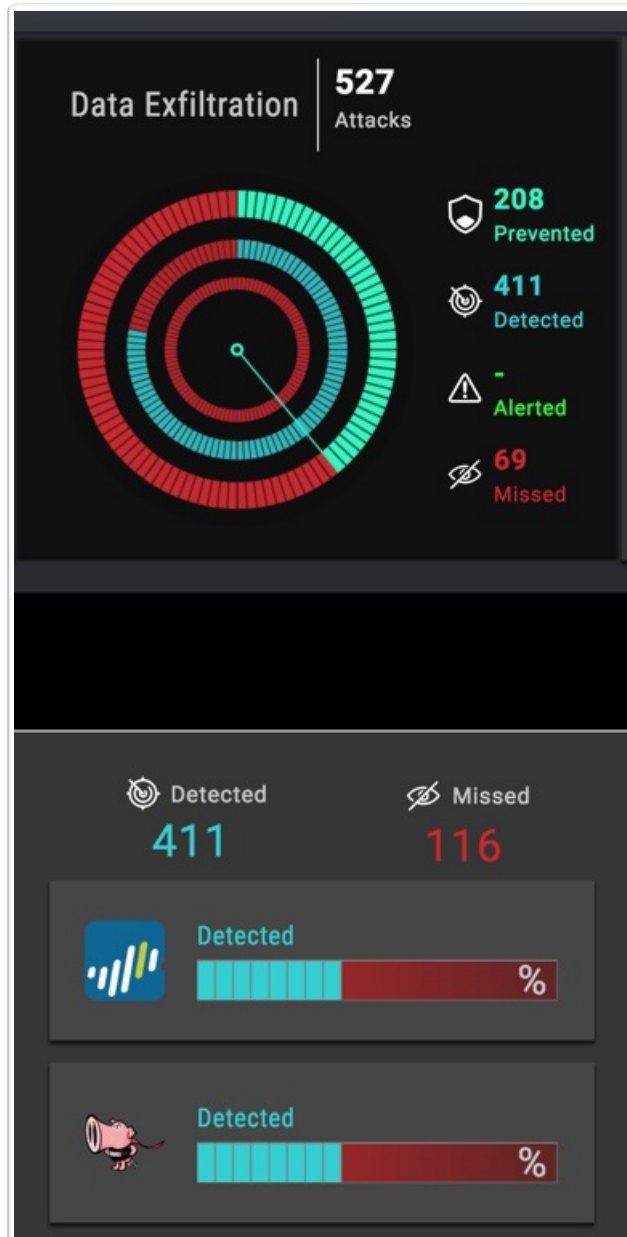 Data Exfiltration
527
Attacks
208
Prevented
411
Detected
-
Alerted
69
Missed
Detected
Missed
411
116
Detected
%
Detected
%